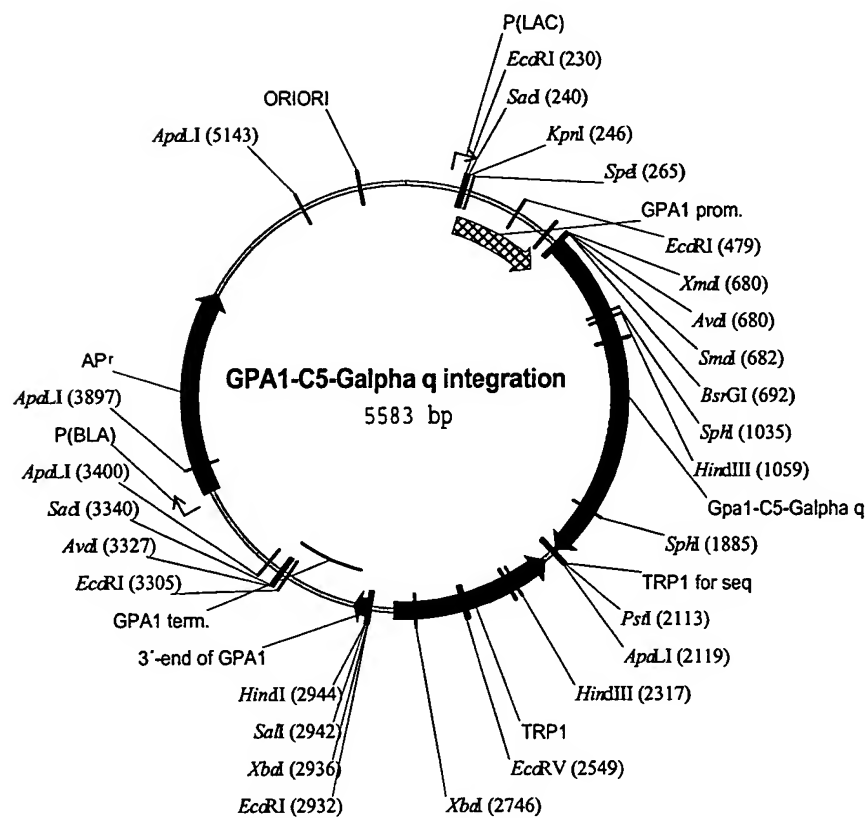 P(LAC)
EcoRI (230)
SacI (240)
KpnI (246)
SpeI (265)
GPA1 prom.
EcoRI (479)
XmaI (680)
AvaI (680)
SmaI (682)
BsrGI (692)
SphI (1035)
HindIII (1059)
Gpa1-C5-Galpha q
SphI (1885)
TRP1 for seq
PstI (2113)
ApaLI (2119)
HindIII (2317)
TRP1
EcoRV (2549)
XbaI (2746)
EcoRI (2932)
XbaI (2936)
SalI (2942)
HindI (2944)
3'-end of GPA1
GPA1 term.
EcoRI (3305)
AvaI (3327)
SacI (3340)
ApaLI (3400)
P(BLA)
ApaLI (3897)
APr
ApaLI (5143)
ORIORI
GPA1-C5-Galpha q integration
5583 bp